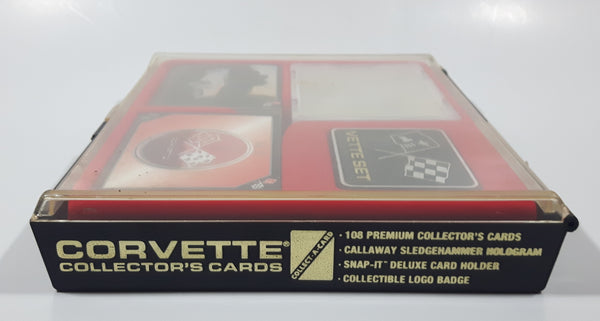 VETTE SET
CORVETTE®
COLLECTOR'S CARDS
COLLECT-A-CARD
· 108 PREMIUM COLLECTOR'S CARDS
· CALLAWAY SLEDGEHAMMER HOLOGRAM
· SNAP-IT™ DELUXE CARD HOLDER
· COLLECTIBLE LOGO BADGE